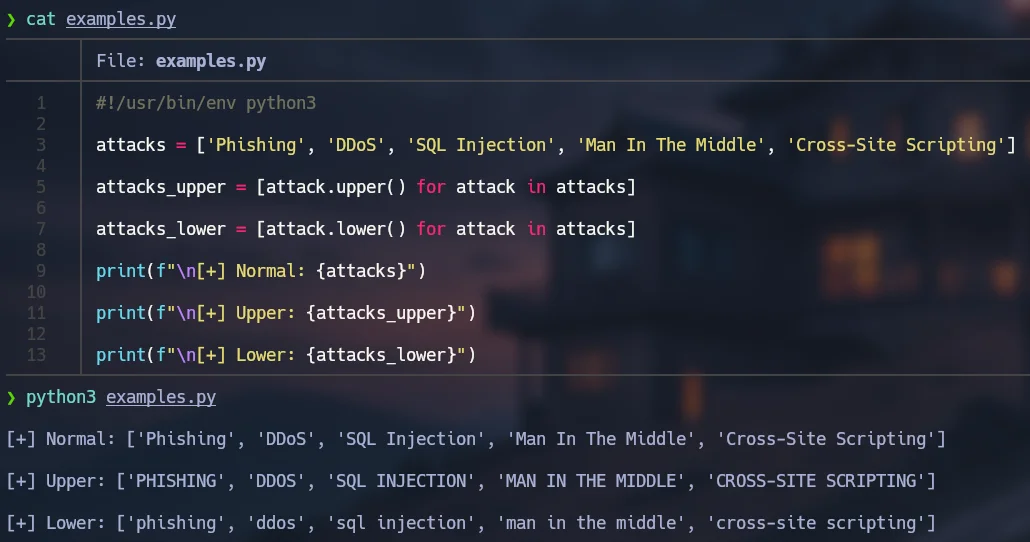 ❯ cat examples.py
File: examples.py
1 #!/usr/bin/env python3
2
3 attacks = ['Phishing', 'DDoS', 'SQL Injection', 'Man In The Middle', 'Cross-Site Scripting']
4
5 attacks_upper = [attack.upper() for attack in attacks]
6
7 attacks_lower = [attack.lower() for attack in attacks]
8
9 print(f"\n[+] Normal: {attacks}")
10
11 print(f"\n[+] Upper: {attacks_upper}")
12
13 print(f"\n[+] Lower: {attacks_lower}")
❯ python3 examples.py
[+] Normal: ['Phishing', 'DDoS', 'SQL Injection', 'Man In The Middle', 'Cross-Site Scripting']
[+] Upper: ['PHISHING', 'DDOS', 'SQL INJECTION', 'MAN IN THE MIDDLE', 'CROSS-SITE SCRIPTING']
[+] Lower: ['phishing', 'ddos', 'sql injection', 'man in the middle', 'cross-site scripting']